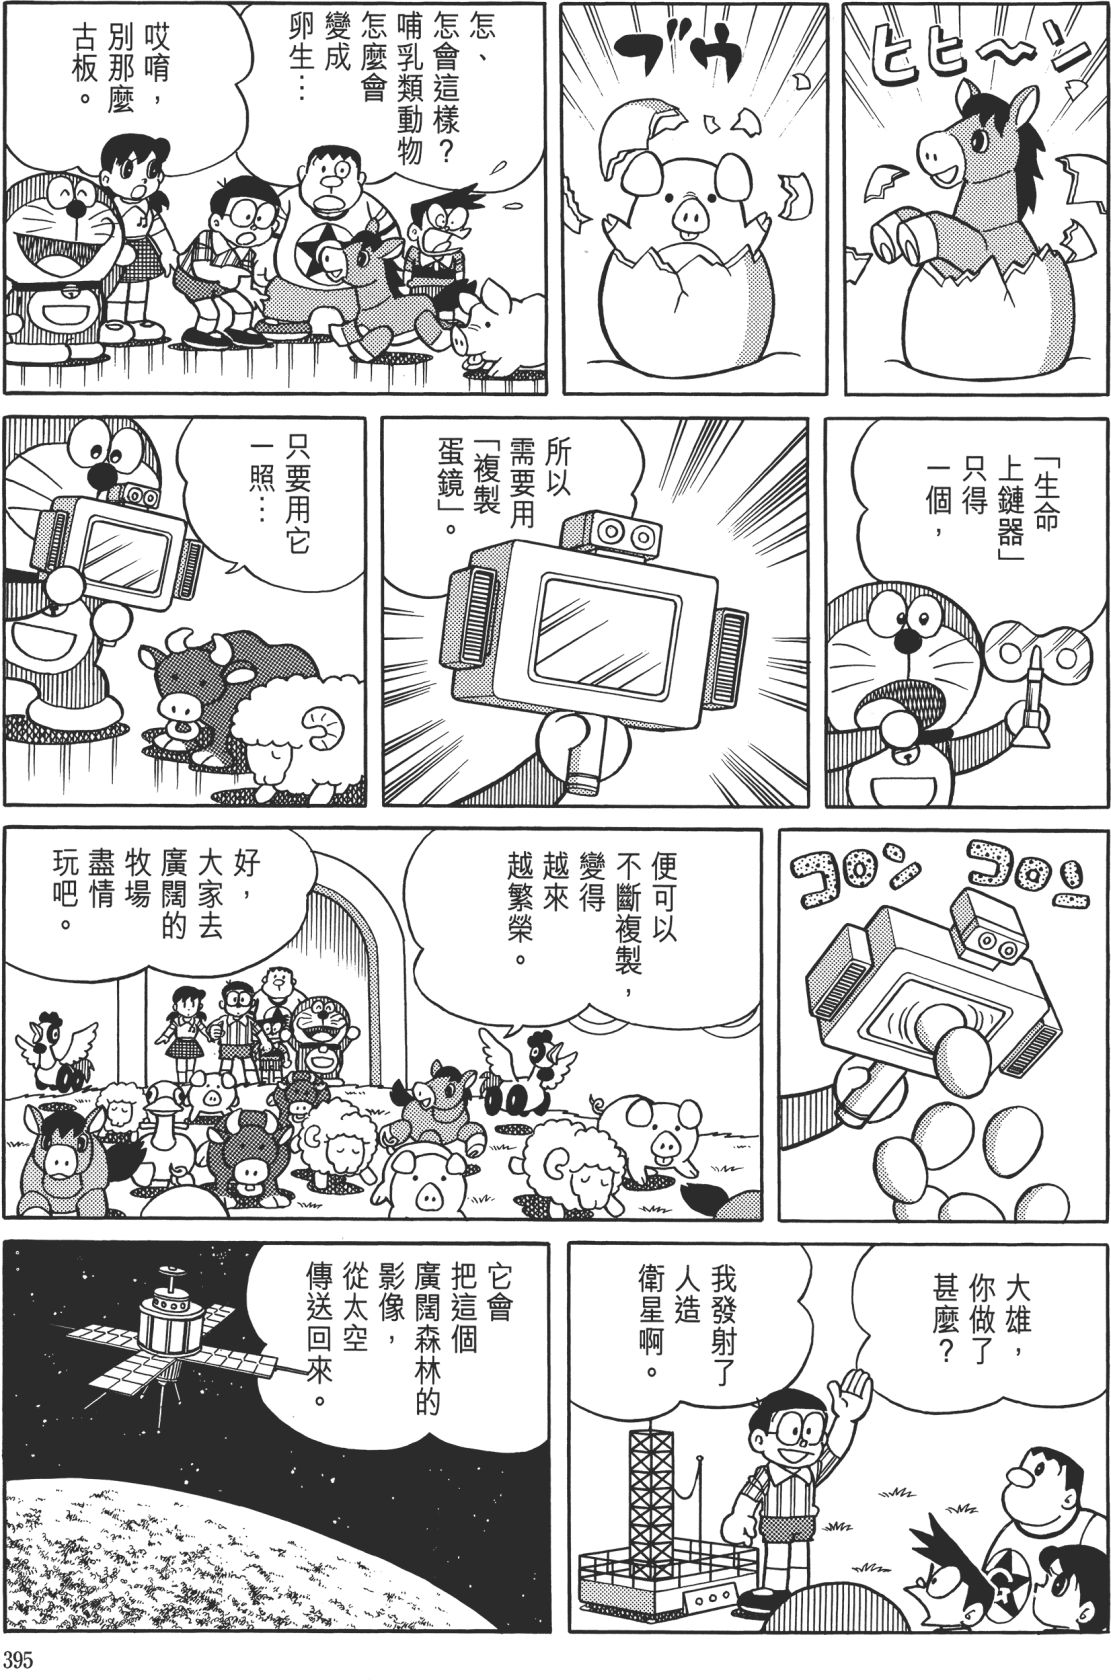 ヒヒ～ン
ブウ
怎、
怎會這樣？
哺乳類動物
怎麼會
變成
卵生…
哎唷，
別那麼
古板。
「生命
上鏈器」
只得
一個，
所以
需要用
「複製
蛋鏡」。
只要用它
一照…
コロン
コロン
便可以
不斷複製，
變得
越來
越繁榮。
好，
大家去
廣闊的
牧場
盡情
玩吧。
大雄，
你做了
甚麼？
我發射了
人造
衛星啊。
它會
把這個
廣闊森林的
影像，
從太空
傳送回來。
395